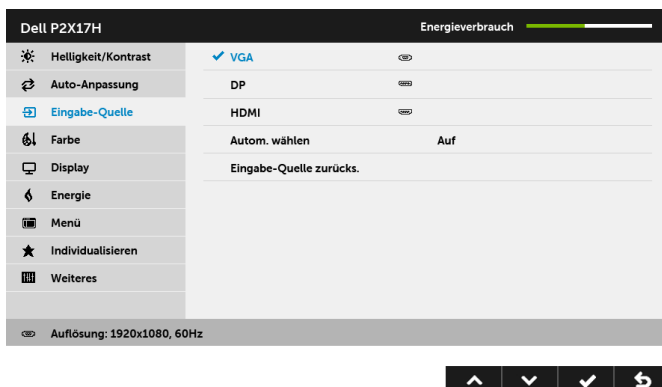 Dell P2X17H Energieverbrauch
Helligkeit/Kontrast VGA
Auto-Anpassung DP
Eingabe-Quelle HDMI
Farbe Autom. wählen Auf
Display Eingabe-Quelle zurücks.
Energie
Menü
Individualisieren
Weiteres
Auflösung: 1920x1080, 60Hz